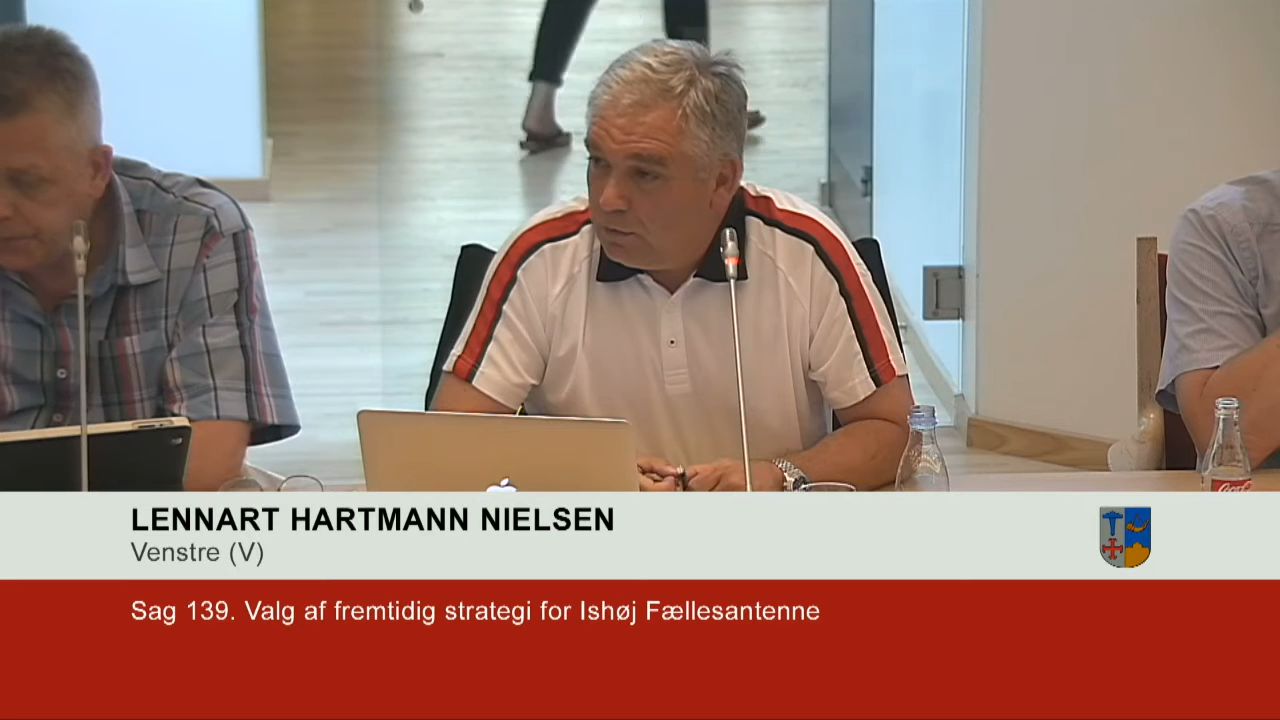 LENNART HARTMANN NIELSEN
Venstre (V)
Sag 139. Valg af fremtidig strategi for Ishøj Fællesantenne